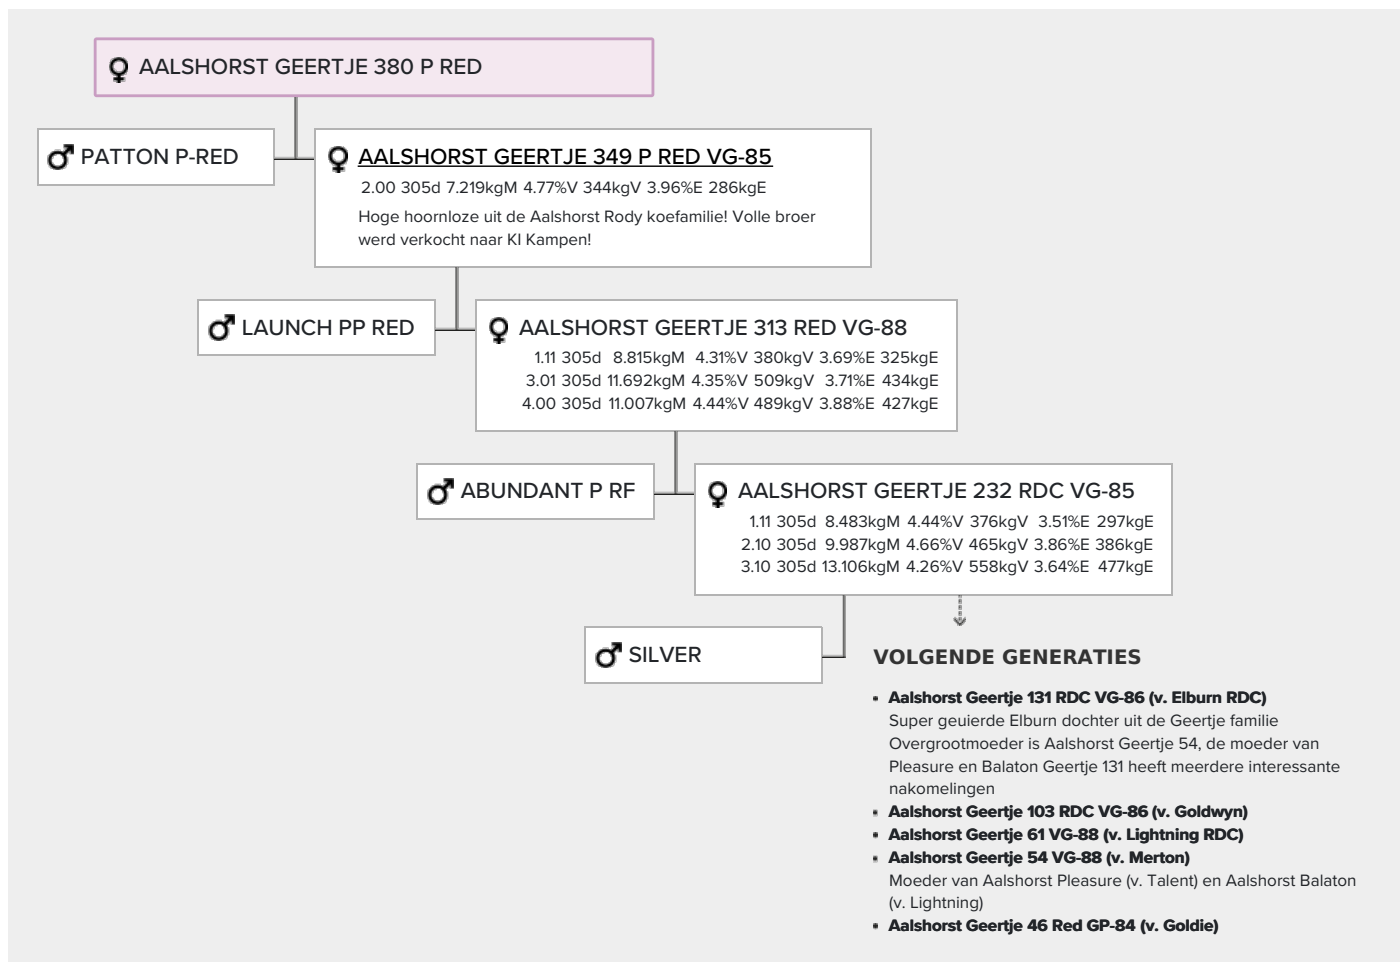 AALSHORST GEERTJE 380 P RED
PATTON P-RED
AALSHORST GEERTJE 349 P RED VG-85
2.00 305d 7.219kgM 4.77%V 344kgV 3.96%E 286kgE
Hoge hoornloze uit de Aalshorst Rody koefamilie! Volle broer
werd verkocht naar KI Kampen!
LAUNCH PP RED
AALSHORST GEERTJE 313 RED VG-88
1.11 305d 8.815kgM 4.31%V 380kgV 3.69%E 325kgE
3.01 305d 11.692kgM 4.35%V 509kgV 3.71%E 434kgE
4.00 305d 11.007kgM 4.44%V 489kgV 3.88%E 427kgE
ABUNDANT P RF
AALSHORST GEERTJE 232 RDC VG-85
1.11 305d 8.483kgM 4.44%V 376kgV 3.51%E 297kgE
2.10 305d 9.987kgM 4.66%V 465kgV 3.86%E 386kgE
3.10 305d 13.106kgM 4.26%V 558kgV 3.64%E 477kgE
SILVER
VOLGENDE GENERATIES
Aalshorst Geertje 131 RDC VG-86 (v. Elburn RDC)
Super geuierde Elburn dochter uit de Geertje familie
Overgrootmoeder is Aalshorst Geertje 54, de moeder van
Pleasure en Balaton Geertje 131 heeft meerdere interessante
nakomelingen
Aalshorst Geertje 103 RDC VG-86 (v. Goldwyn)
Aalshorst Geertje 61 VG-88 (v. Lightning RDC)
Aalshorst Geertje 54 VG-88 (v. Merton)
Moeder van Aalshorst Pleasure (v. Talent) en Aalshorst Balaton
(v. Lightning)
Aalshorst Geertje 46 Red GP-84 (v. Goldie)